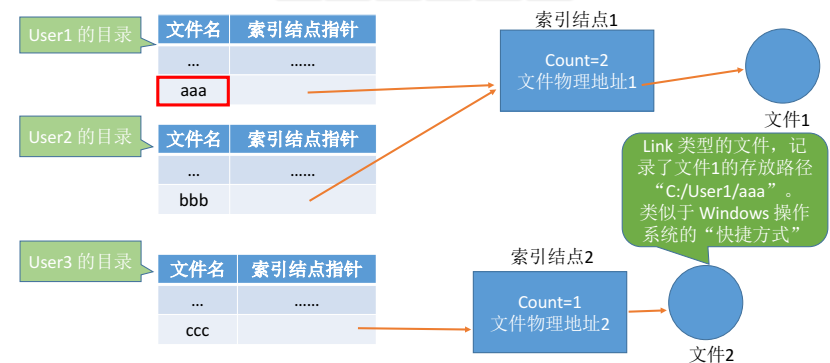 User1 的目录
文件名 索引结点指针
... ......
aaa
索引结点1
Count=2
文件物理地址1
文件1
User2 的目录
文件名 索引结点指针
... ......
bbb
Link 类型的文件，记
录了文件1的存放路径
“C:/User1/aaa”。
类似于 Windows 操作
系统的“快捷方式”
User3 的目录
文件名 索引结点指针
... ......
ccc
索引结点2
Count=1
文件物理地址2
文件2